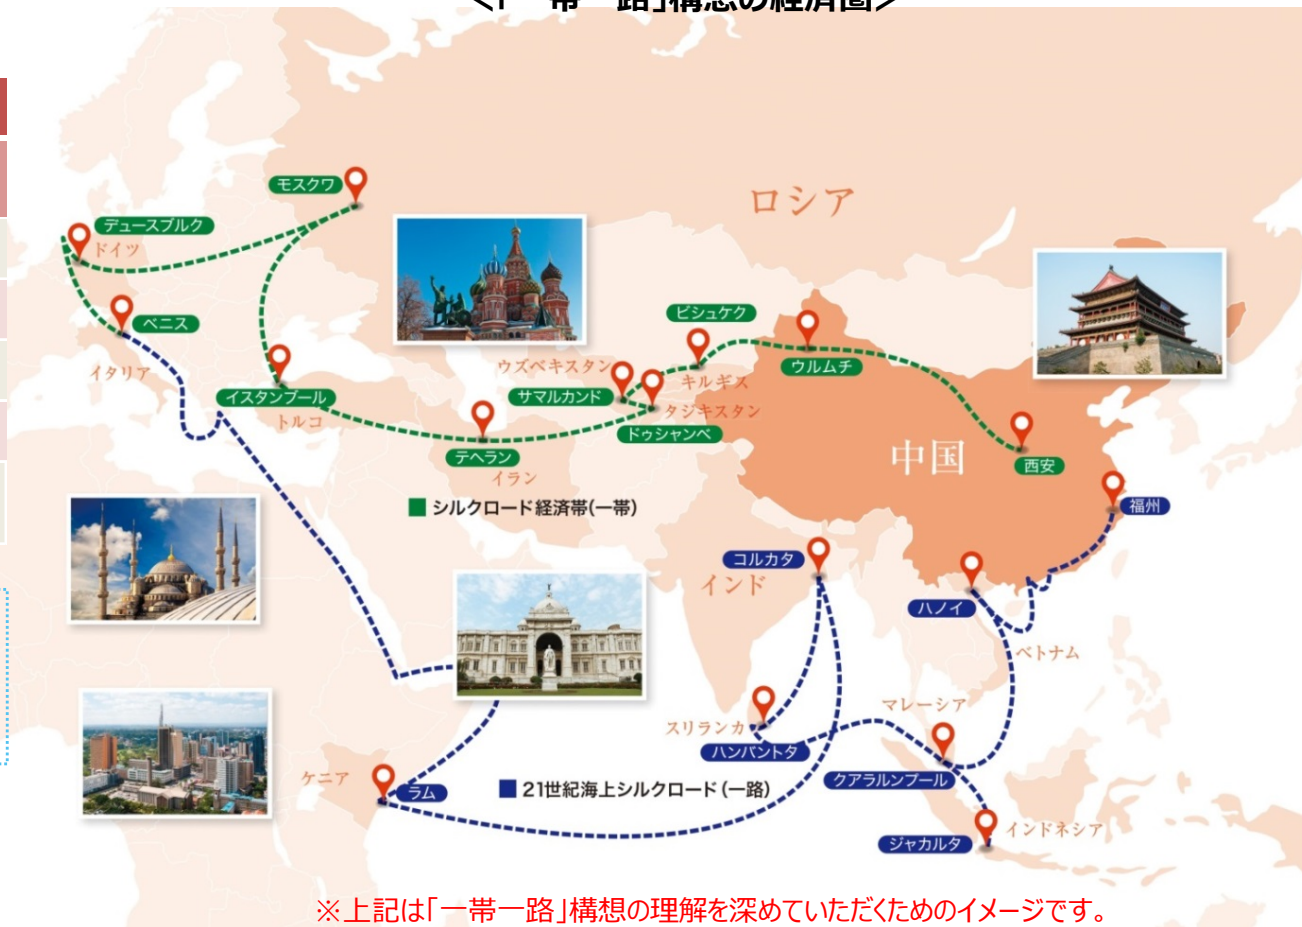 <「一帯一路」構想の経済圏>
モスクワ
ロシア
デュースブルク
ドイツ
ベニス
イタリア
イスタンブール
トルコ
テヘラン
イラン
ウズベキスタン
サマルカンド
ビシュケク
キルギス
タジキスタン
ドゥシャンベ
ウルムチ
中国
西安
福州
■ シルクロード経済帯(一帯)
コルカタ
インド
ハノイ
ベトナム
スリランカ
ハンバントタ
マレーシア
クアラルンプール
ケニア
ラム
■ 21世紀海上シルクロード(一路)
インドネシア
ジャカルタ
※上記は「一帯一路」構想の理解を深めていただくためのイメージです。